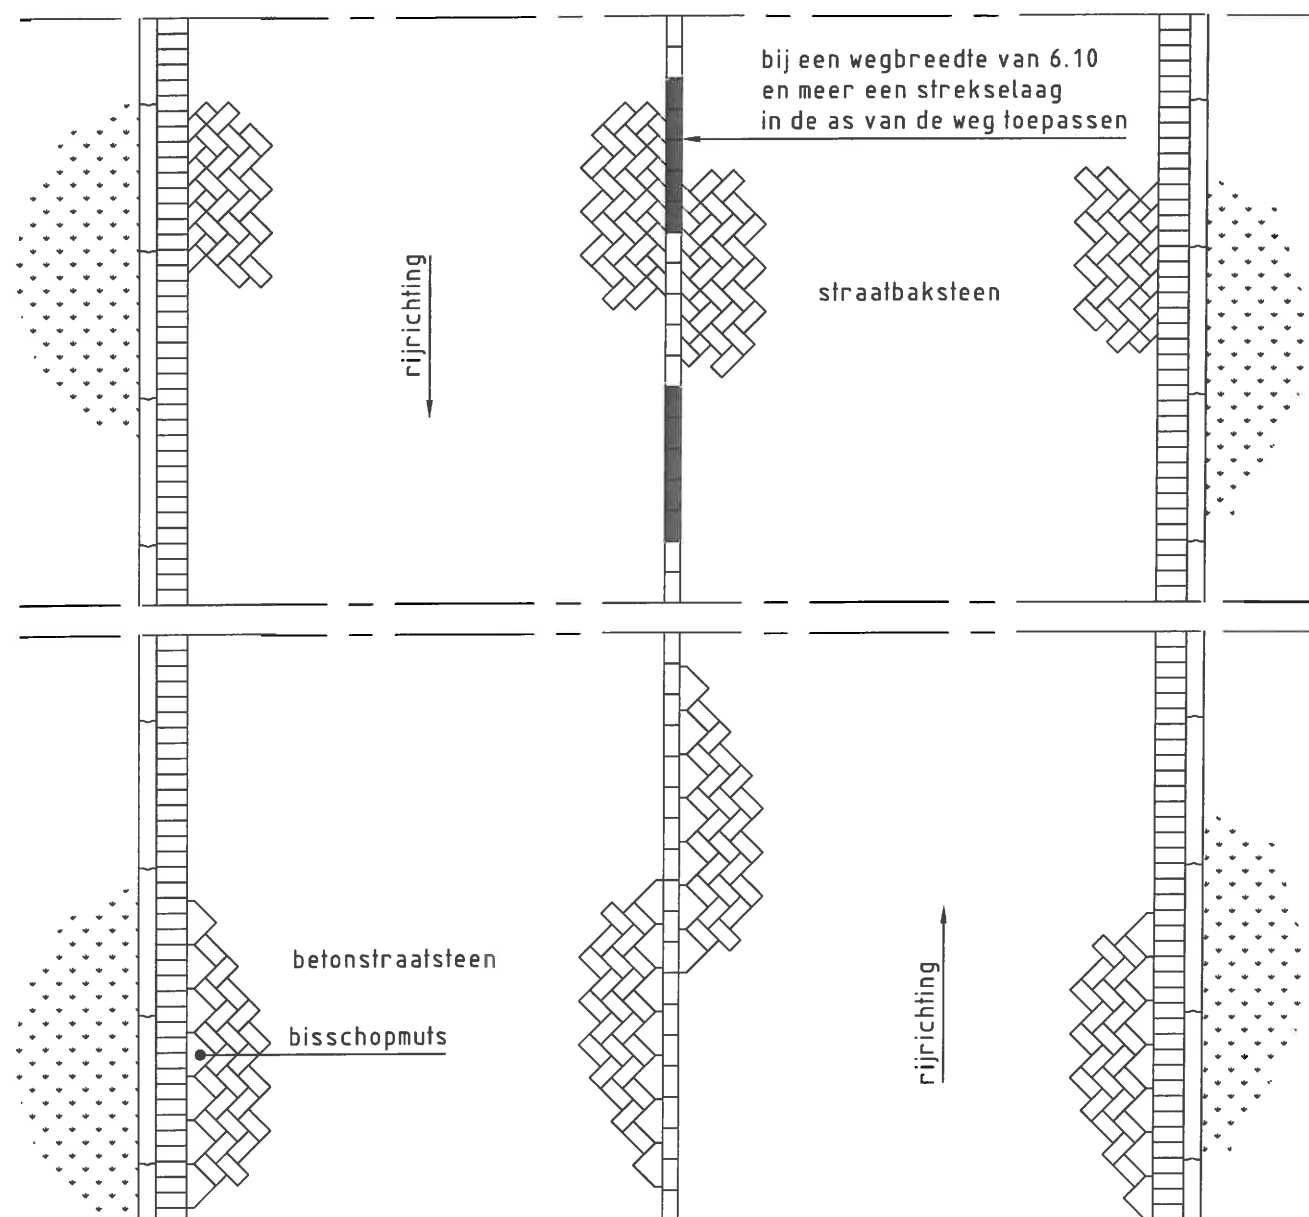 bij een wegbreedte van 6.10
en meer een strekselaag
in de as van de weg toepassen
rijrichting
straatbaksteen
betonstraatsteen
bisschopmuts
rijrichting